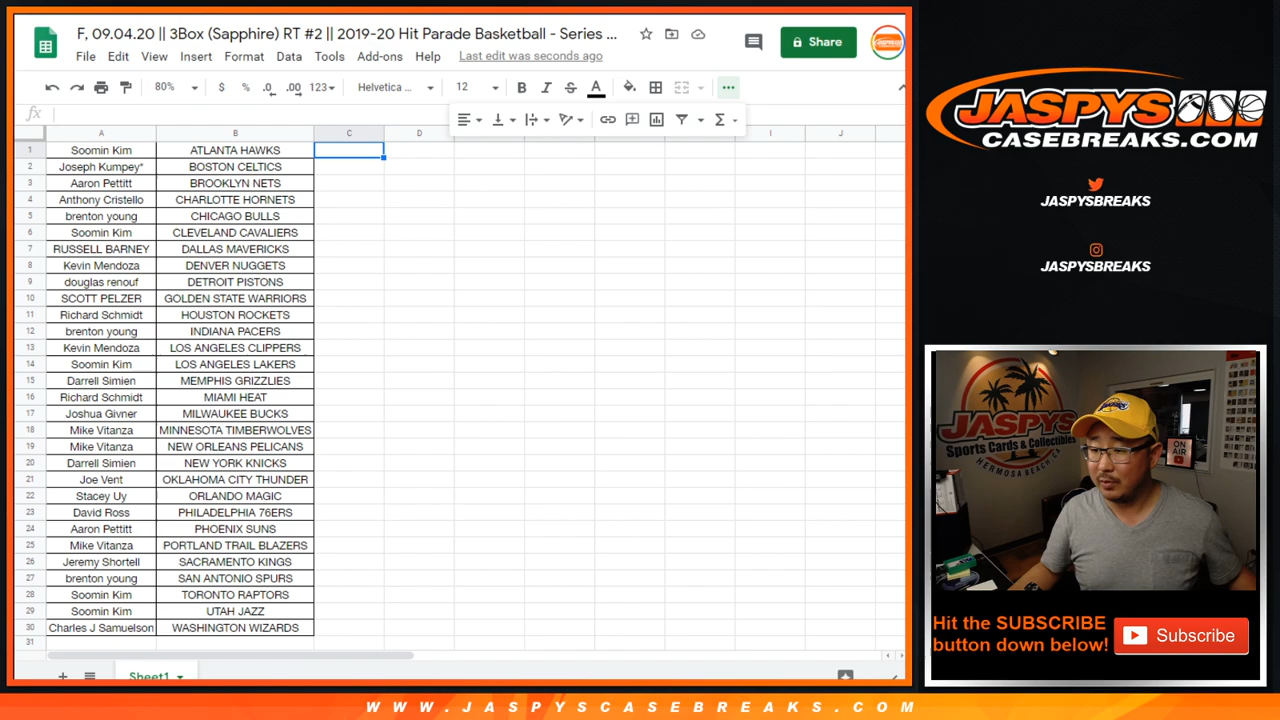 F, 09.04.20 || 3Box (Sapphire) RT #2 || 2019-20 Hit Parade Basketball - Series ...
Share
File Edit View Insert Format Data Tools Add-ons Help Last edit was seconds ago
80% $ % .0 .00 123 Helvetica ... 12 B I S A
fx
A B C D I J
1 Soomin Kim ATLANTA HAWKS
2 Joseph Kumpey* BOSTON CELTICS
3 Aaron Pettitt BROOKLYN NETS
4 Anthony Cristello CHARLOTTE HORNETS
5 brenton young CHICAGO BULLS
6 Soomin Kim CLEVELAND CAVALIERS
7 RUSSELL BARNEY DALLAS MAVERICKS
8 Kevin Mendoza DENVER NUGGETS
9 douglas renouf DETROIT PISTONS
10 SCOTT PELZER GOLDEN STATE WARRIORS
11 Richard Schmidt HOUSTON ROCKETS
12 brenton young INDIANA PACERS
13 Kevin Mendoza LOS ANGELES CLIPPERS
14 Soomin Kim LOS ANGELES LAKERS
15 Darrell Simien MEMPHIS GRIZZLIES
16 Richard Schmidt MIAMI HEAT
17 Joshua Givner MILWAUKEE BUCKS
18 Mike Vitanza MINNESOTA TIMBERWOLVES
19 Mike Vitanza NEW ORLEANS PELICANS
20 Darrell Simien NEW YORK KNICKS
21 Joe Vent OKLAHOMA CITY THUNDER
22 Stacey Uy ORLANDO MAGIC
23 David Ross PHILADELPHIA 76ERS
24 Aaron Pettitt PHOENIX SUNS
25 Mike Vitanza PORTLAND TRAIL BLAZERS
26 Jeremy Shortell SACRAMENTO KINGS
27 brenton young SAN ANTONIO SPURS
28 Soomin Kim TORONTO RAPTORS
29 Soomin Kim UTAH JAZZ
30 Charles J Samuelson WASHINGTON WIZARDS
31
Sheet1
JASPYS
CASEBREAKS.COM
JASPYSBREAKS
JASPYSBREAKS
JASPYS
Sports Cards & Collectibles
HERMOSA BEACH, CA
ON
AIR
Hit the SUBSCRIBE
button down below!
Subscribe
WWW.JASPYSCASEBREAKS.COM